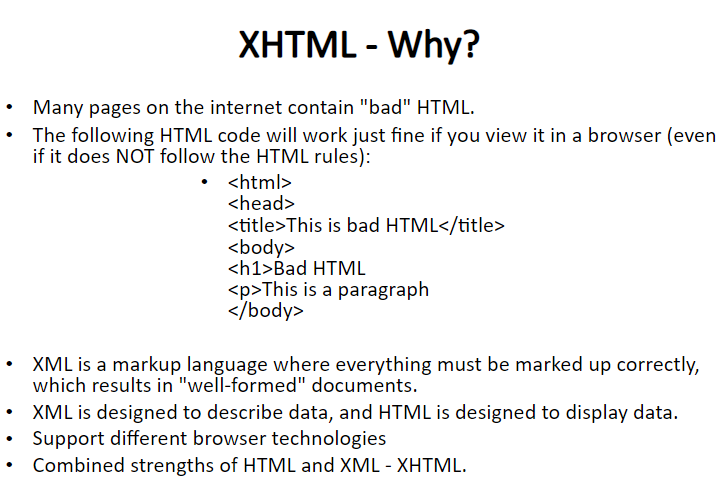 XHTML - Why?
• Many pages on the internet contain "bad" HTML.
• The following HTML code will work just fine if you view it in a browser (even
if it does NOT follow the HTML rules):
• <html>
<head>
<title>This is bad HTML</title>
<body>
<h1>Bad HTML
<p>This is a paragraph
</body>
• XML is a markup language where everything must be marked up correctly,
which results in "well-formed" documents.
• XML is designed to describe data, and HTML is designed to display data.
• Support different browser technologies
• Combined strengths of HTML and XML - XHTML.